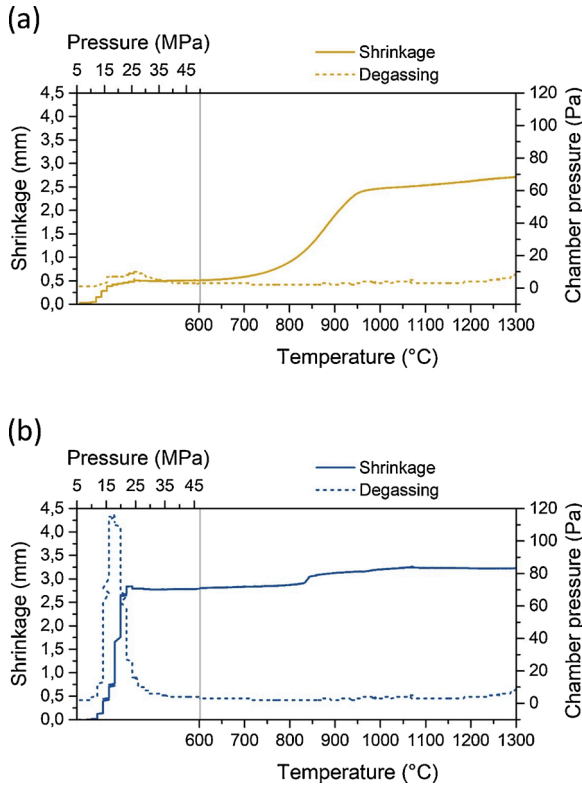 (a)
Pressure (MPa)
5 15 25 35 45
Shrinkage
Degassing
4,5
4,0
3,5
3,0
2,5
2,0
1,5
1,0
0,5
0,0
Shrinkage (mm)
120
100
80
60
40
20
0
Chamber pressure (Pa)
600 700 800 900 1000 1100 1200 1300
Temperature (°C)
(b)
Pressure (MPa)
5 15 25 35 45
Shrinkage
Degassing
4,5
4,0
3,5
3,0
2,5
2,0
1,5
1,0
0,5
0,0
Shrinkage (mm)
120
100
80
60
40
20
0
Chamber pressure (Pa)
600 700 800 900 1000 1100 1200 1300
Temperature (°C)